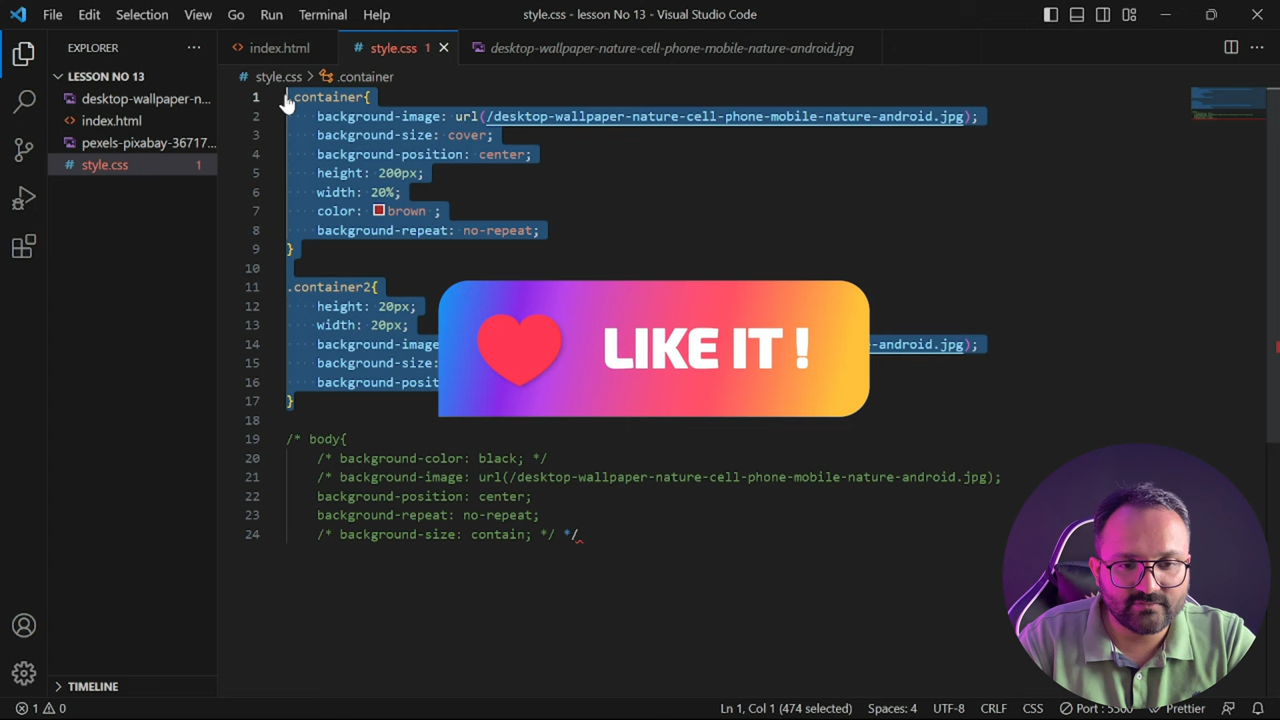 File Edit Selection View Go Run Terminal Help
style.css - lesson No 13 - Visual Studio Code
EXPLORER
LESSON NO 13
desktop-wallpaper-n...
index.html
pexels-pixabay-36717...
style.css 1
TIMELINE
index.html
style.css 1
desktop-wallpaper-nature-cell-phone-mobile-nature-android.jpg
style.css > .container
1 .container{
2 background-image: url(/desktop-wallpaper-nature-cell-phone-mobile-nature-android.jpg);
3 background-size: cover;
4 background-position: center;
5 height: 200px;
6 width: 20%;
7 color: brown ;
8 background-repeat: no-repeat;
9 }
10
11 .container2{
12 height: 20px;
13 width: 20px;
14 background-image -android.jpg);
15 background-size:
16 background-posit
17 }
18
19 /* body{
20 /* background-color: black; */
21 /* background-image: url(/desktop-wallpaper-nature-cell-phone-mobile-nature-android.jpg);
22 background-position: center;
23 background-repeat: no-repeat;
24 /* background-size: contain; */ */
LIKE IT !
1 0
Ln 1, Col 1 (474 selected) Spaces: 4 UTF-8 CRLF CSS Port : 5500 Prettier